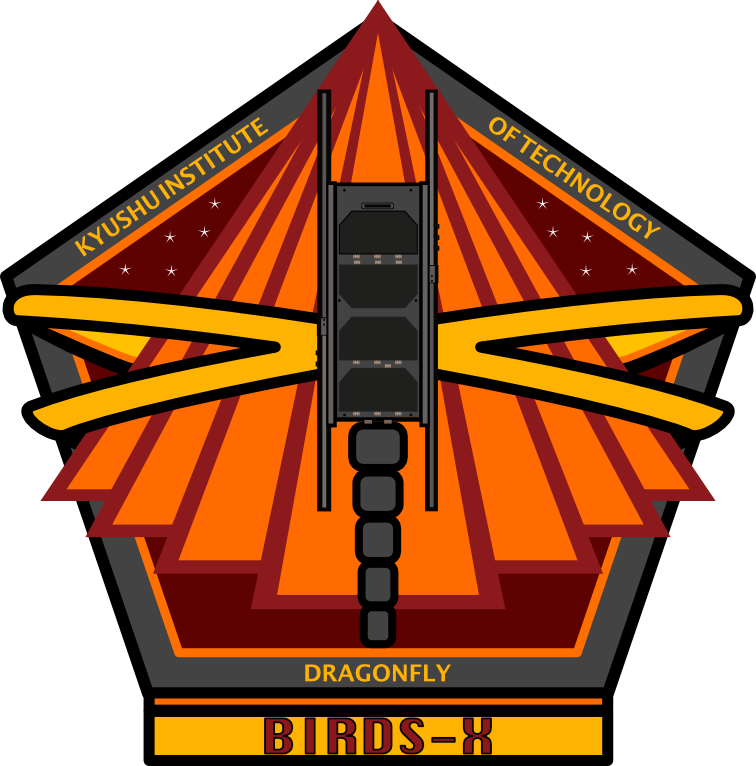 KYUSHU INSTITUTE
OF TECHNOLOGY
DRAGONFLY
BIRDS-X